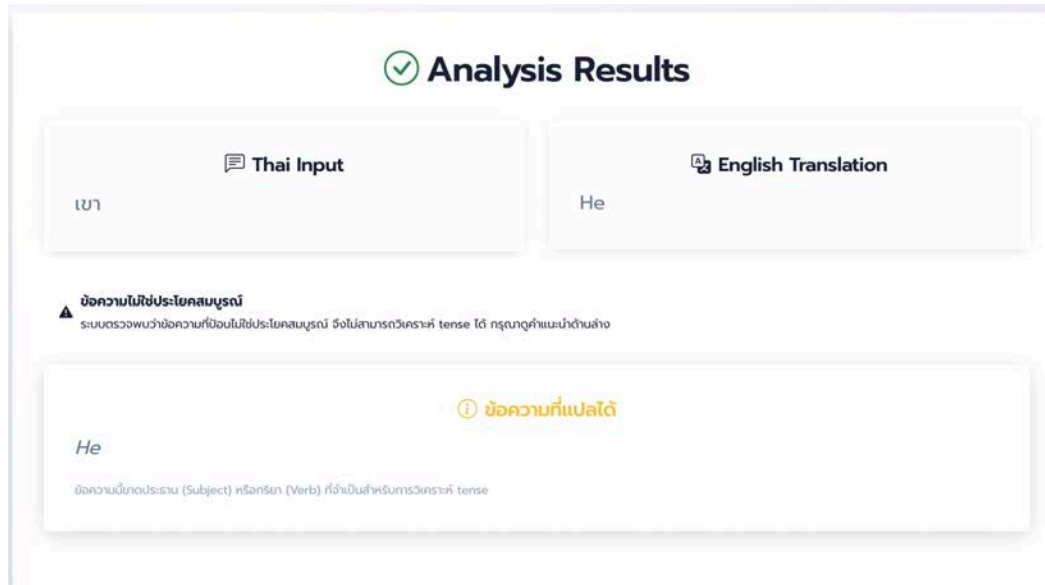 Analysis Results
Thai Input
เขา
English Translation
He
ข้อความไม่ใช่ประโยคสมบูรณ์
ระบบตรวจพบว่าข้อความที่ป้อนไม่ใช่ประโยคสมบูรณ์ จึงไม่สามารถวิเคราะห์ tense ได้ กรุณาดูคำแนะนำด้านล่าง
ข้อความที่แปลได้
He
ข้อความนี้ขาดประธาน (Subject) หรือกริยา (Verb) ที่จำเป็นสำหรับการวิเคราะห์ tense